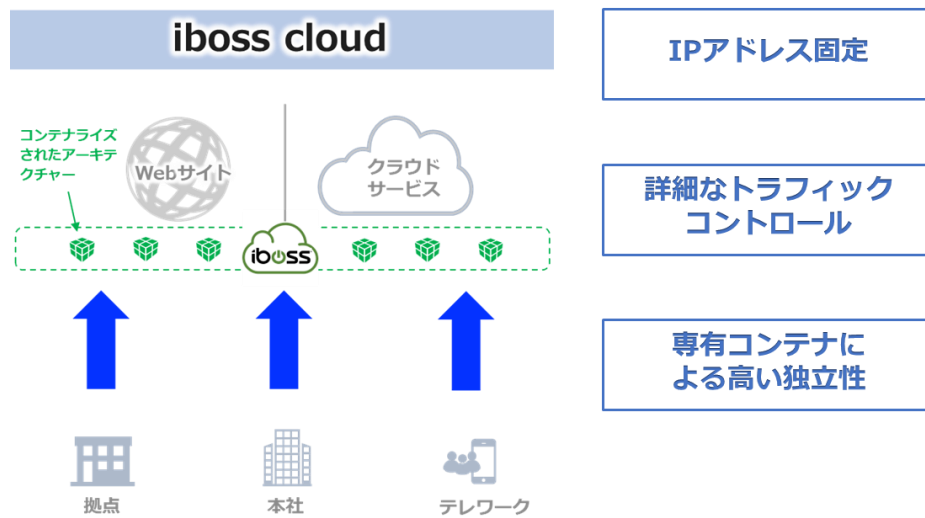 iboss cloud
コンテナライズ
されたアーキテ
クチャー
Webサイト
クラウド
サービス
iboss
拠点
本社
テレワーク
IPアドレス固定
詳細なトラフィック
コントロール
専有コンテナに
よる高い独立性